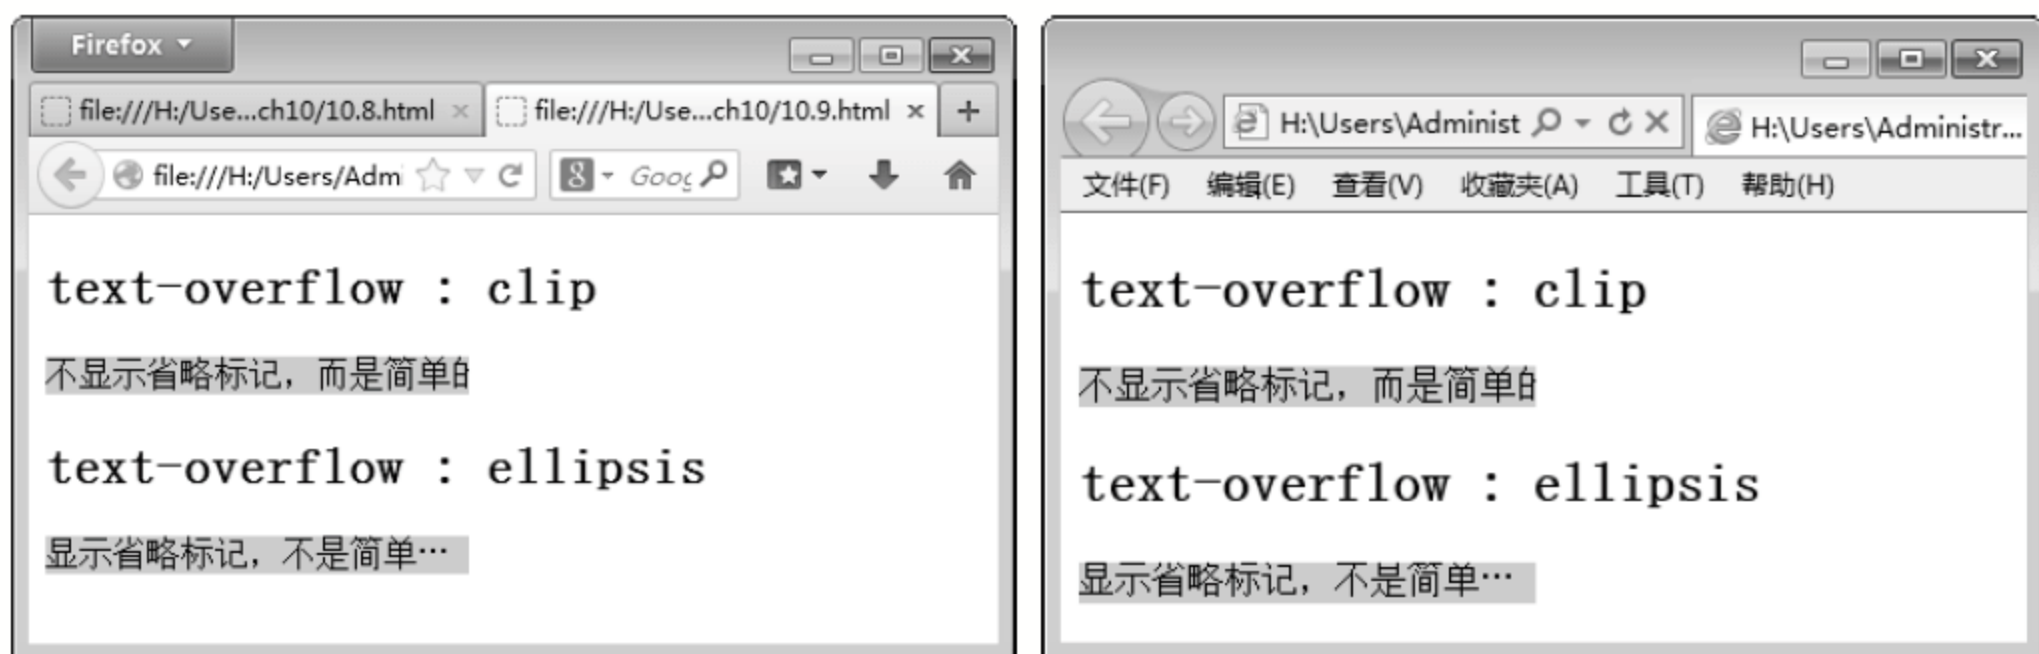 Firefox
file:///H:/Use...ch10/10.8.html
file:///H:/Use...ch10/10.9.html
file:///H:/Users/Admi
8
text-overflow : clip
不显示省略标记，而是简单
text-overflow : ellipsis
显示省略标记，不是简单…
H:\Users\Administ
H:\Users\Administr...
文件(F) 编辑(E) 查看(V) 收藏夹(A) 工具(T) 帮助(H)
text-overflow : clip
不显示省略标记，而是简单
text-overflow : ellipsis
显示省略标记，不是简单…